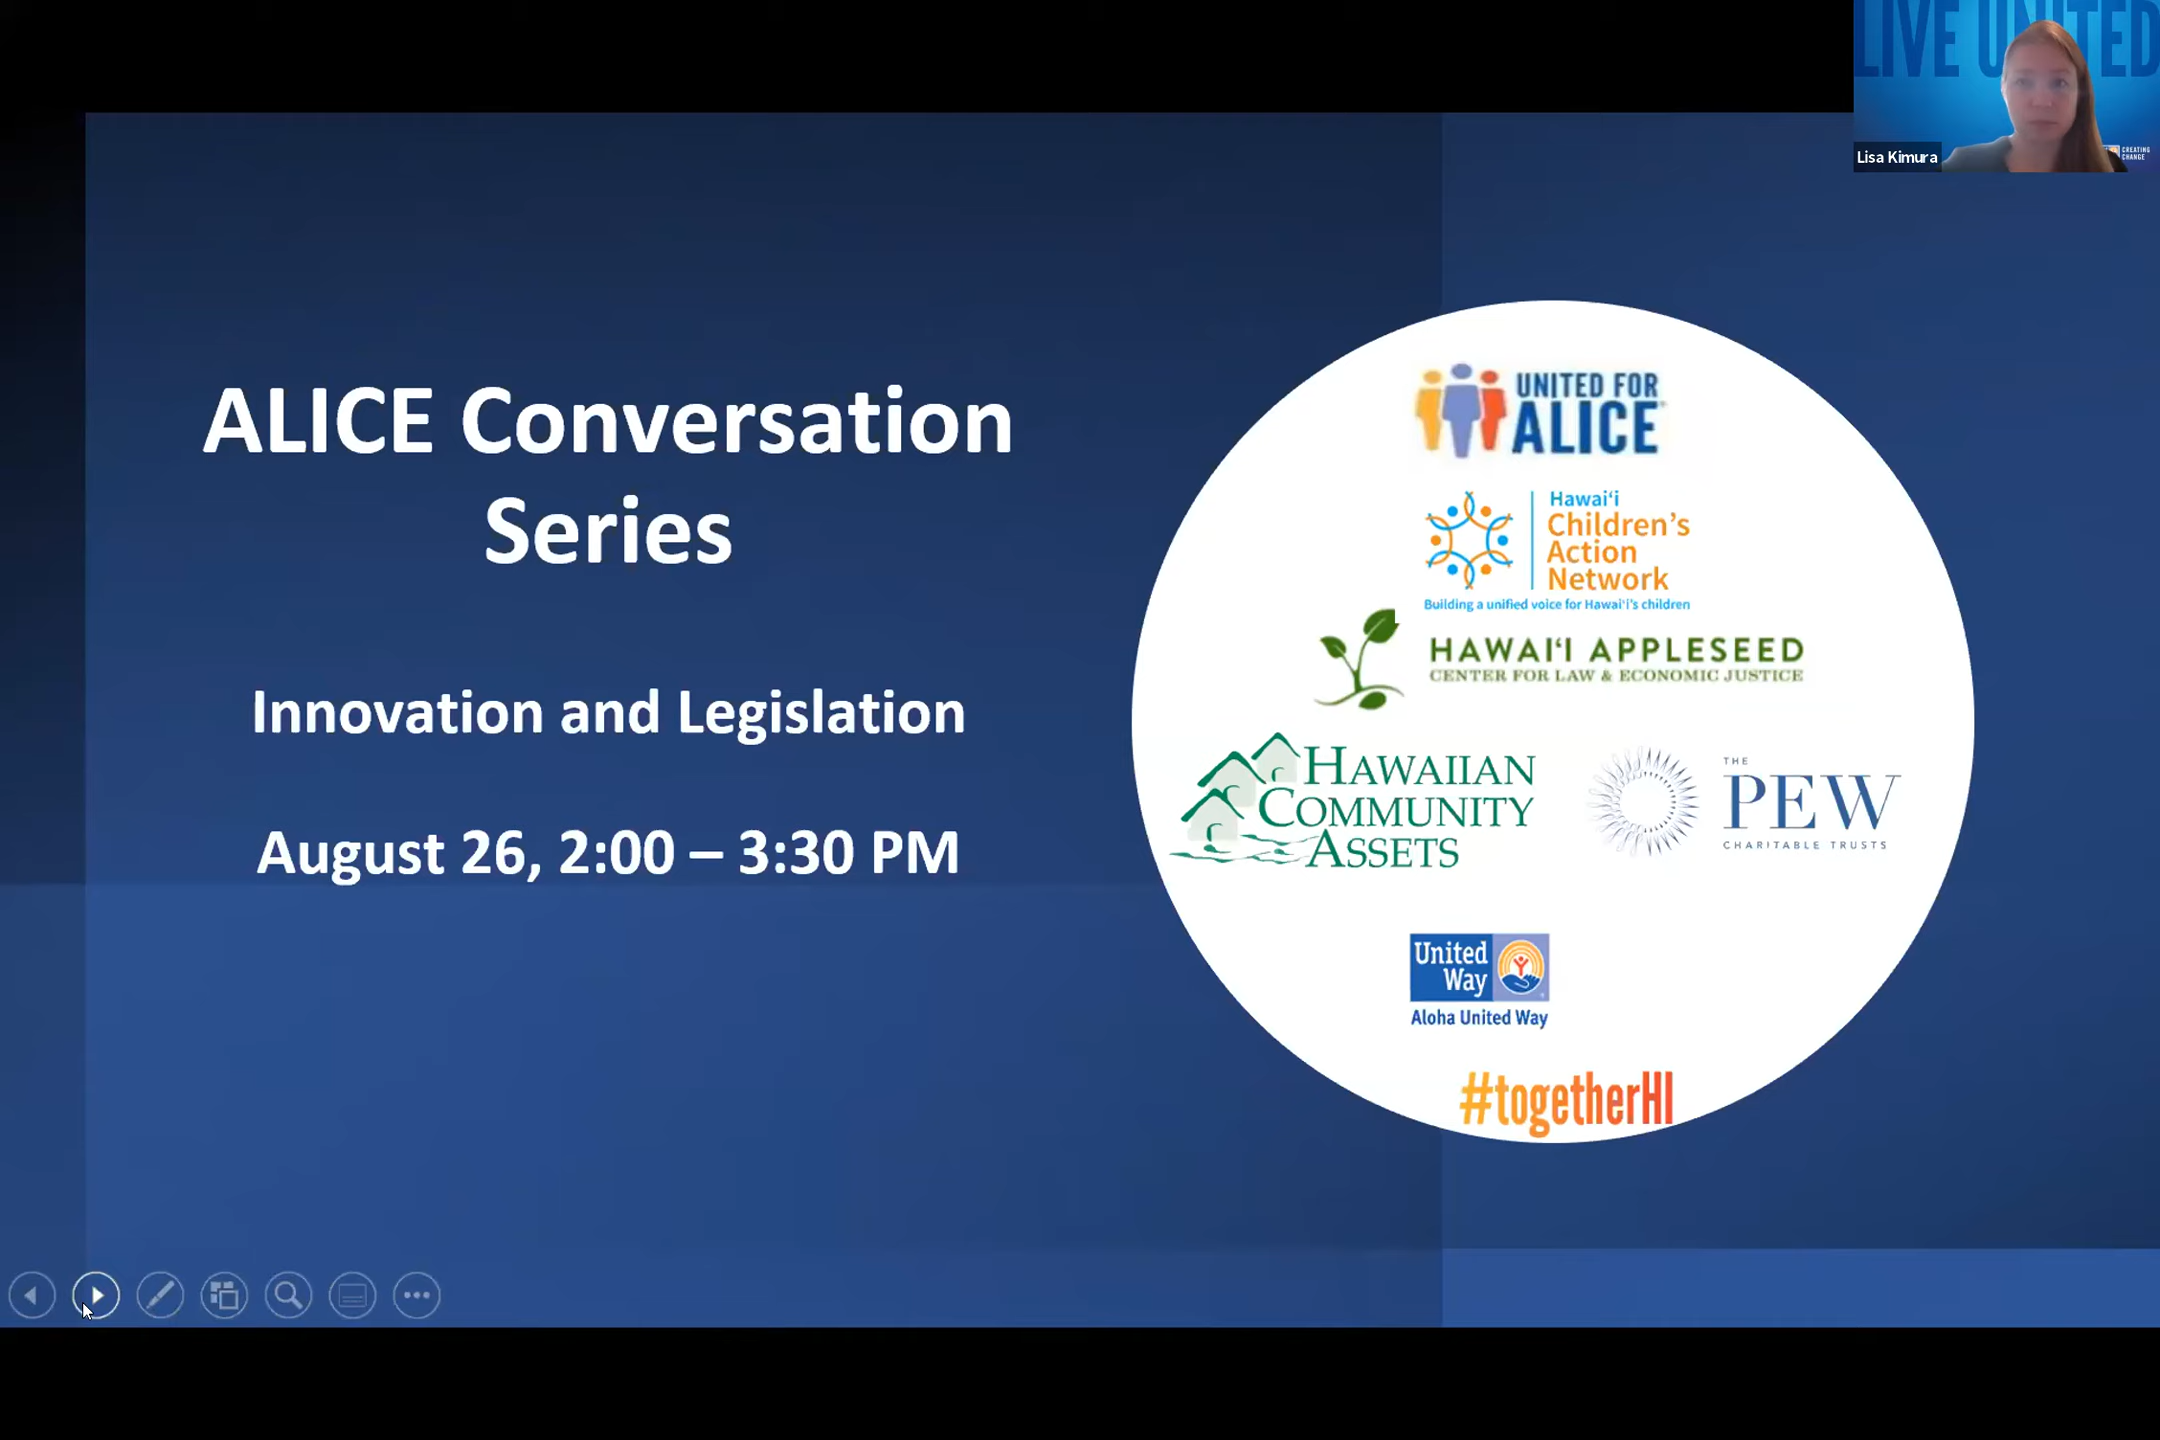 LIVE UNITED
Lisa Kimura
CREATING
CHANGE
ALICE Conversation
Series
Innovation and Legislation
August 26, 2:00 – 3:30 PM
UNITED FOR
ALICE
Hawaiʻi
Children's
Action
Network
Building a unified voice for Hawaiʻi's children
HAWAIʻI APPLESEED
CENTER FOR LAW & ECONOMIC JUSTICE
HAWAIIAN
COMMUNITY
ASSETS
THE
PEW
CHARITABLE TRUSTS
United
Way
Aloha United Way
#togetherHI